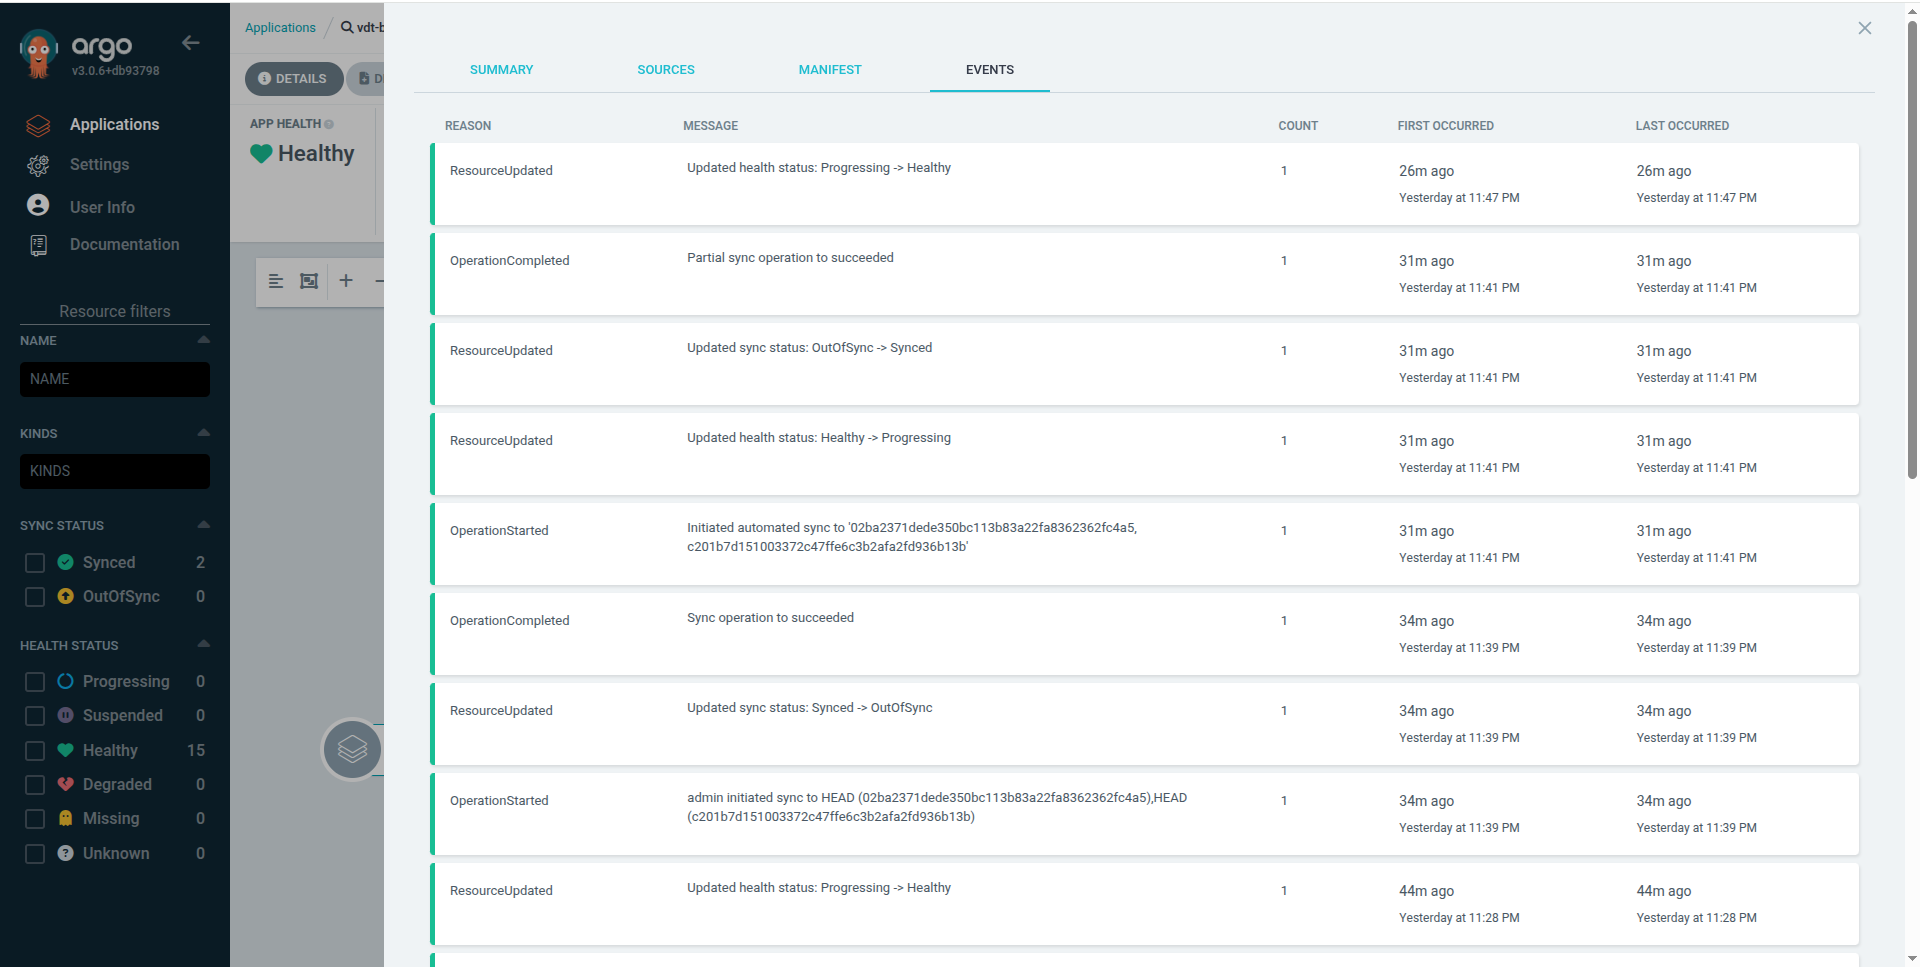 argo
v3.0.6+db93798
Applications
Settings
User Info
Documentation
Resource filters
NAME
NAME
KINDS
KINDS
SYNC STATUS
Synced 2
OutOfSync 0
HEALTH STATUS
Progressing 0
Suspended 0
Healthy 15
Degraded 0
Missing 0
Unknown 0
Applications / vdt-b
DETAILS D
APP HEALTH
Healthy
SUMMARY SOURCES MANIFEST EVENTS
REASON MESSAGE COUNT FIRST OCCURRED LAST OCCURRED
ResourceUpdated Updated health status: Progressing -> Healthy 1 26m ago 26m ago
Yesterday at 11:47 PM Yesterday at 11:47 PM
OperationCompleted Partial sync operation to succeeded 1 31m ago 31m ago
Yesterday at 11:41 PM Yesterday at 11:41 PM
ResourceUpdated Updated sync status: OutOfSync -> Synced 1 31m ago 31m ago
Yesterday at 11:41 PM Yesterday at 11:41 PM
ResourceUpdated Updated health status: Healthy -> Progressing 1 31m ago 31m ago
Yesterday at 11:41 PM Yesterday at 11:41 PM
OperationStarted Initiated automated sync to '02ba2371dede350bc113b83a22fa8362362fc4a5, 1 31m ago 31m ago
c201b7d151003372c47ffe6c3b2afa2fd936b13b' Yesterday at 11:41 PM Yesterday at 11:41 PM
OperationCompleted Sync operation to succeeded 1 34m ago 34m ago
Yesterday at 11:39 PM Yesterday at 11:39 PM
ResourceUpdated Updated sync status: Synced -> OutOfSync 1 34m ago 34m ago
Yesterday at 11:39 PM Yesterday at 11:39 PM
OperationStarted admin initiated sync to HEAD (02ba2371dede350bc113b83a22fa8362362fc4a5),HEAD 1 34m ago 34m ago
(c201b7d151003372c47ffe6c3b2afa2fd936b13b) Yesterday at 11:39 PM Yesterday at 11:39 PM
ResourceUpdated Updated health status: Progressing -> Healthy 1 44m ago 44m ago
Yesterday at 11:28 PM Yesterday at 11:28 PM